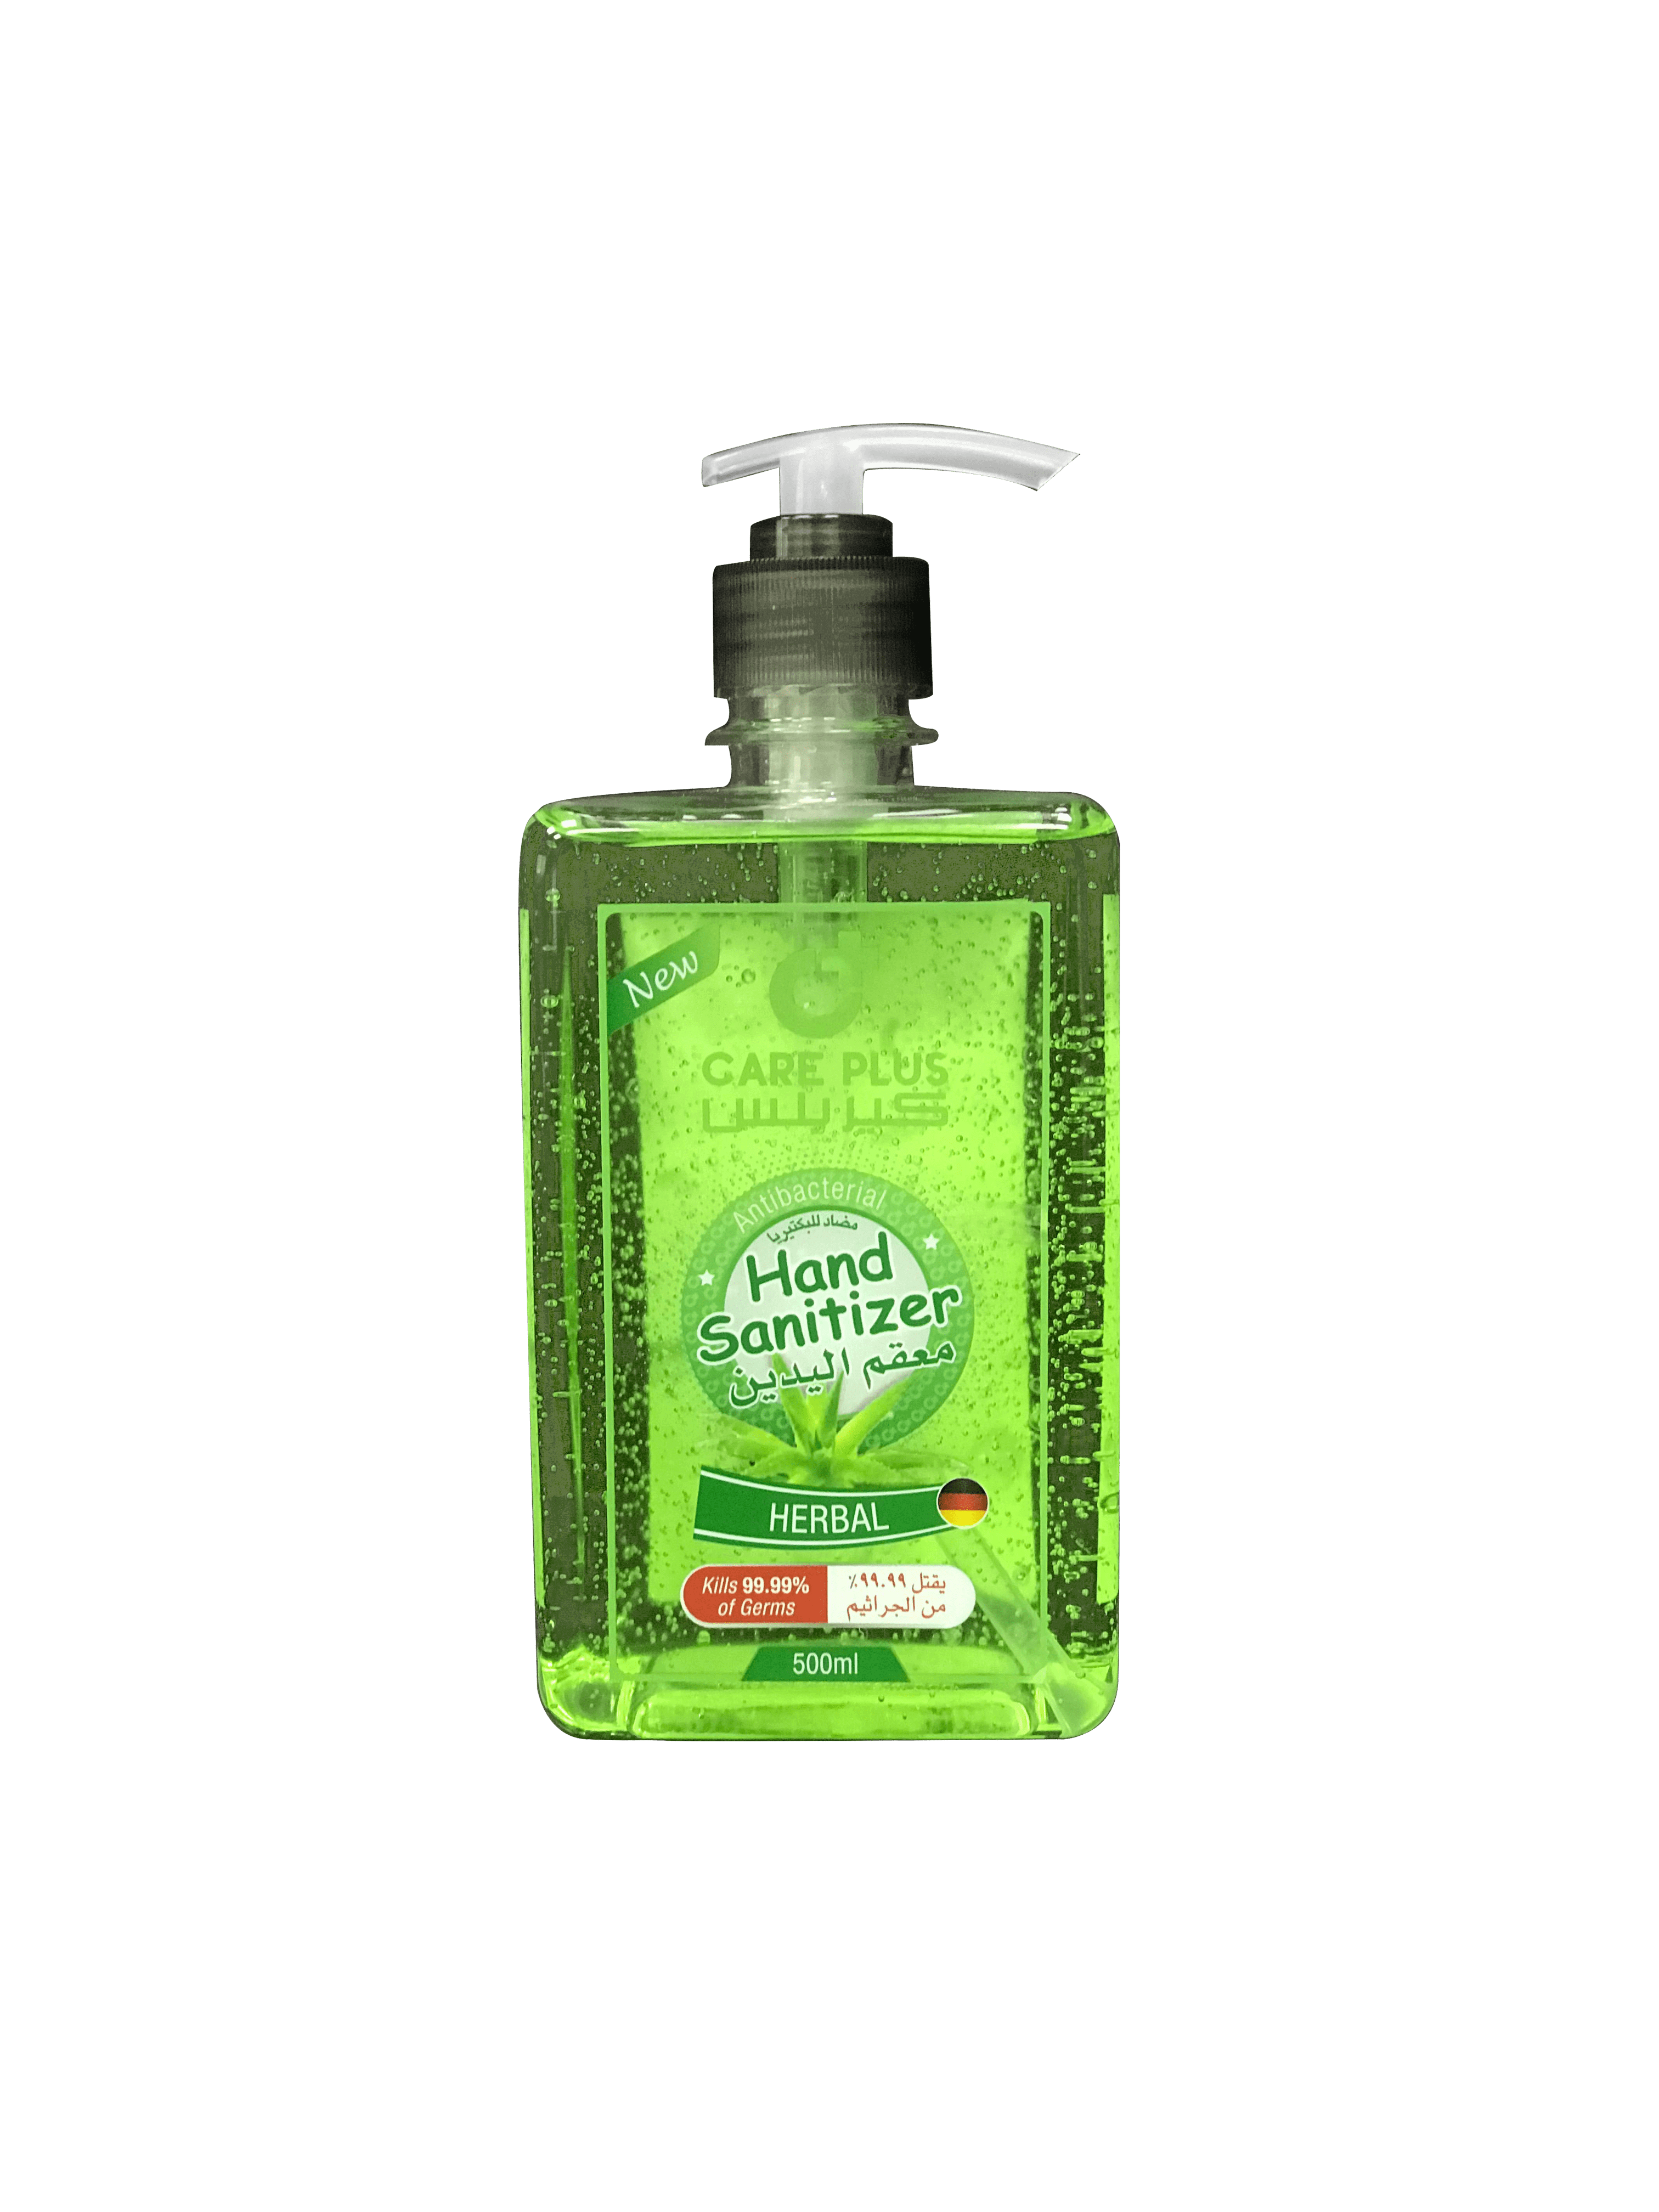 New
CARE PLUS
كير بلس
Antibacterial
مضاد للبكتيريا
Hand
Sanitizer
معقم اليدين
HERBAL
Kills 99.99%
of Germs
يقتل ٩٩.٩٩٪
من الجراثيم
500ml